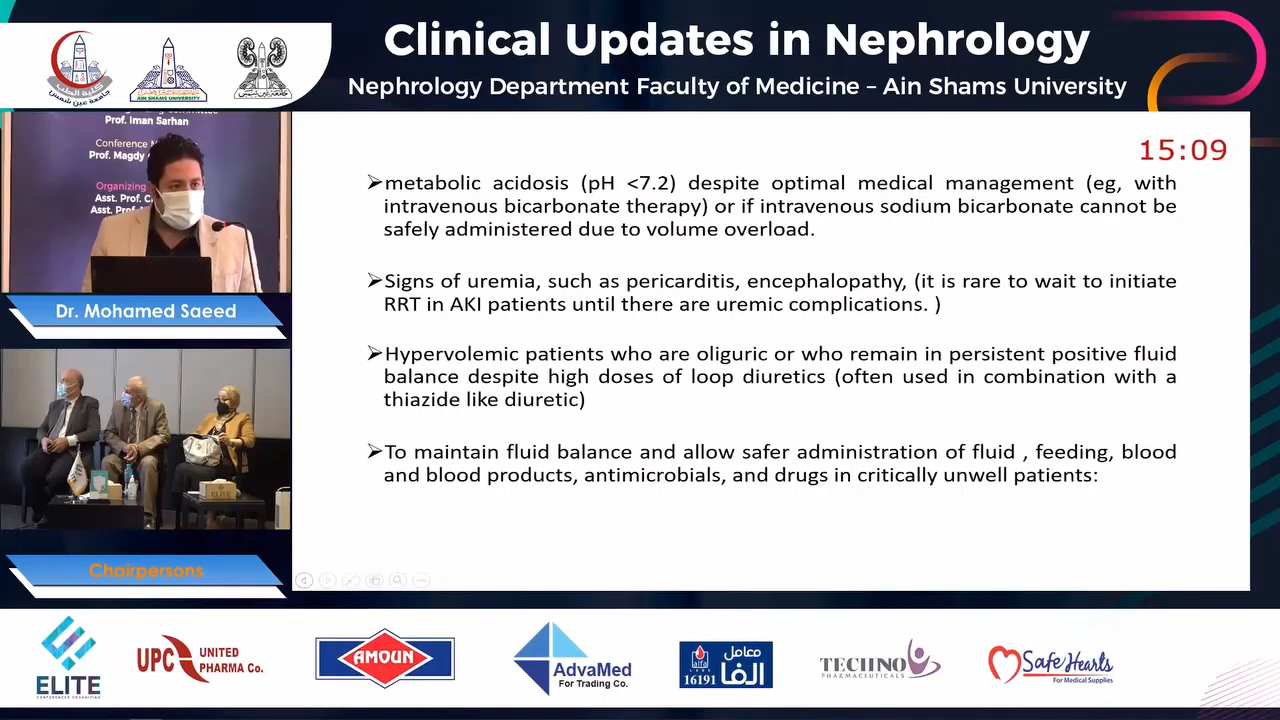 Clinical Updates in Nephrology
Nephrology Department Faculty of Medicine – Ain Shams University
AIN SHAMS UNIVERSITY
Prof. Iman Sarhan
Prof. Magdy
Organizing
Asst. Prof.
Asst. Prof.
Dr. Mohamed Saeed
Chairpersons
15:09
➢metabolic acidosis (pH <7.2) despite optimal medical management (eg, with
intravenous bicarbonate therapy) or if intravenous sodium bicarbonate cannot be
safely administered due to volume overload.
➢Signs of uremia, such as pericarditis, encephalopathy, (it is rare to wait to initiate
RRT in AKI patients until there are uremic complications. )
➢Hypervolemic patients who are oliguric or who remain in persistent positive fluid
balance despite high doses of loop diuretics (often used in combination with a
thiazide like diuretic)
➢To maintain fluid balance and allow safer administration of fluid , feeding, blood
and blood products, antimicrobials, and drugs in critically unwell patients:
ELITE
CONFERENCES ORGANIZING
UPC UNITED
PHARMA Co.
AMOUN
AdvaMed
For Trading Co.
معامل
الفا
alfa
LABS
16191
TECHNO
PHARMACEUTICALS
Safe Hearts
For Medical Supplies